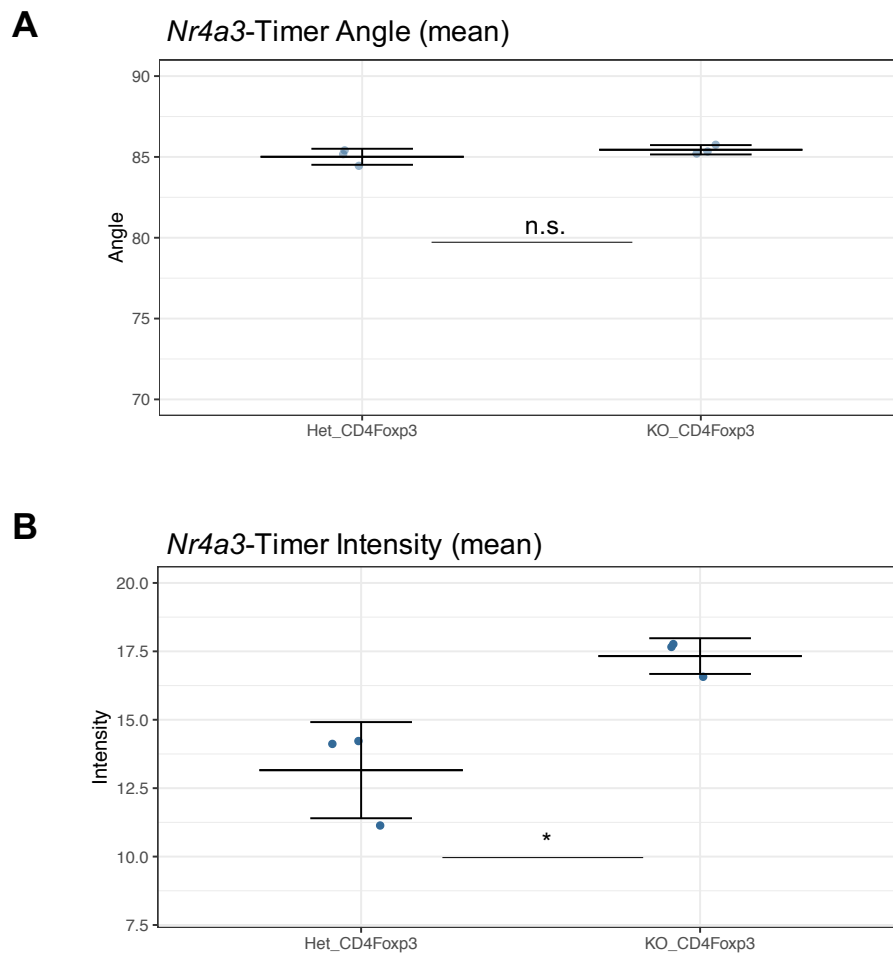 A
Nr4a3-Timer Angle (mean)
90
85
80
75
70
Angle
n.s.
Het_CD4Foxp3
KO_CD4Foxp3
B
Nr4a3-Timer Intensity (mean)
20.0
17.5
15.0
12.5
10.0
7.5
Intensity
*
Het_CD4Foxp3
KO_CD4Foxp3